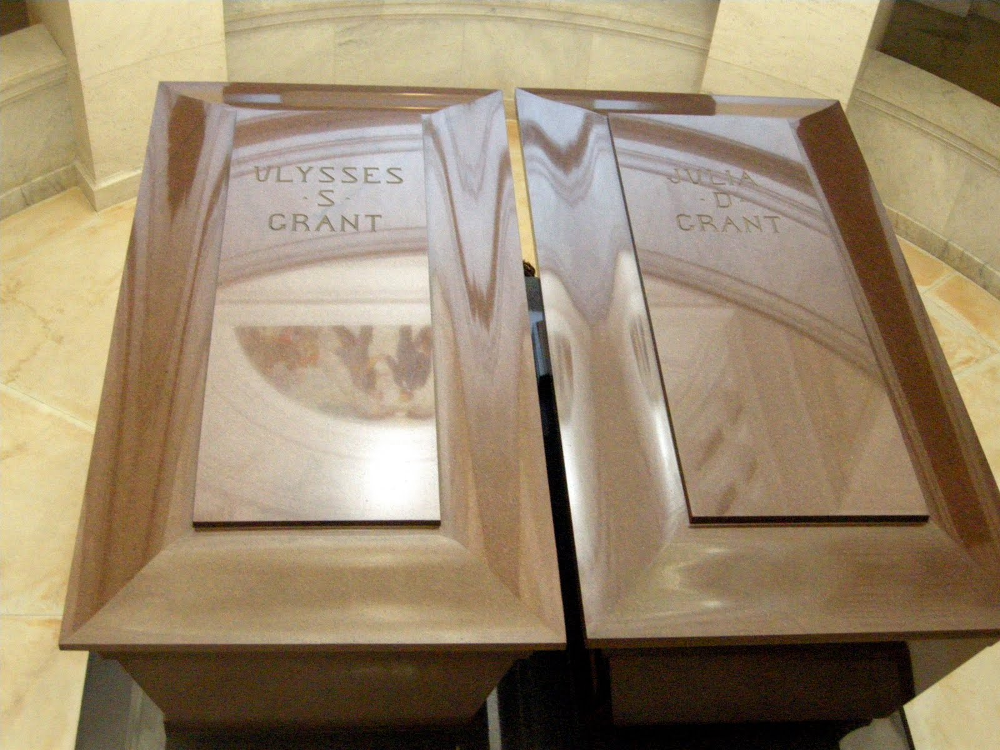 ULYSSES
- S -
GRANT
JULIA
- D -
GRANT